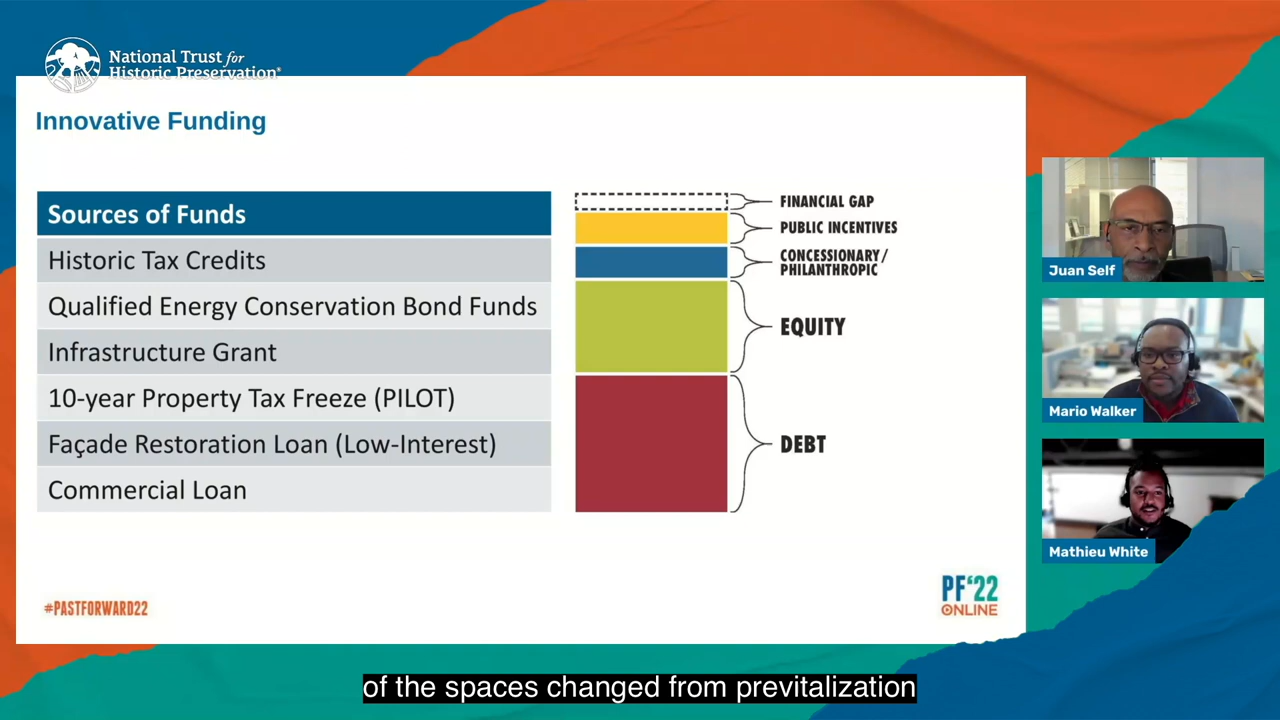 National Trust for
Historic Preservation®
Innovative Funding
Sources of Funds
Historic Tax Credits
Qualified Energy Conservation Bond Funds
Infrastructure Grant
10-year Property Tax Freeze (PILOT)
Façade Restoration Loan (Low-Interest)
Commercial Loan
FINANCIAL GAP
PUBLIC INCENTIVES
CONCESSIONARY/
PHILANTHROPIC
EQUITY
DEBT
Juan Self
Mario Walker
Mathieu White
#PASTFORWARD22
PF‘22
ONLINE
of the spaces changed from previtalization